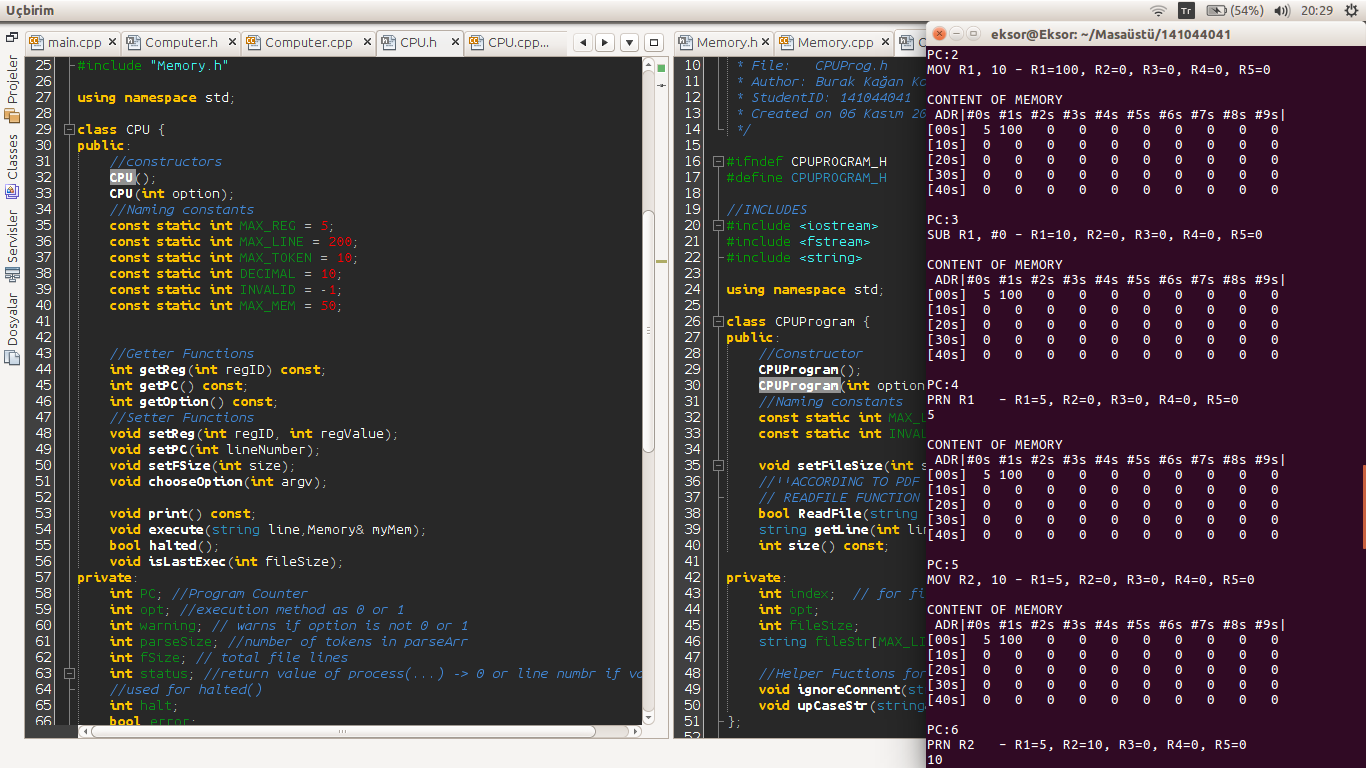 Uçbirim
Tr
(54%)
20:29
main.cpp
Computer.h
Computer.cpp
CPU.h
CPU.cpp...
Memory.h
Memory.cpp
Projeler
Classes
Servisler
Dosyalar
25 #include "Memory.h"
26
27 using namespace std;
28
29 class CPU {
30 public:
31 //constructors
32 CPU();
33 CPU(int option);
34 //Naming constants
35 const static int MAX_REG = 5;
36 const static int MAX_LINE = 200;
37 const static int MAX_TOKEN = 10;
38 const static int DECIMAL = 10;
39 const static int INVALID = -1;
40 const static int MAX_MEM = 50;
41
42
43 //Getter Functions
44 int getReg(int regID) const;
45 int getPC() const;
46 int getOption() const;
47 //Setter Functions
48 void setReg(int regID, int regValue);
49 void setPC(int lineNumber);
50 void setFSize(int size);
51 void chooseOption(int argv);
52
53 void print() const;
54 void execute(string line,Memory& myMem);
55 bool halted();
56 void isLastExec(int fileSize);
57 private:
58 int PC; //Program Counter
59 int opt; //execution method as 0 or 1
60 int warning; // warns if option is not 0 or 1
61 int parseSize; //number of tokens in parseArr
62 int fSize; // total file lines
63 int status; //return value of process(...) -> 0 or line numbr if va
64 //used for halted()
65 int halt;
66 bool error;
10 * File: CPUProg.h
11 * Author: Burak Kağan Ko
12 * StudentID: 141044041
13 * Created on 06 Kasım 20
14 */
15
16 #ifndef CPUPROGRAM_H
17 #define CPUPROGRAM_H
18
19 //INCLUDES
20 #include <iostream>
21 #include <fstream>
22 #include <string>
23
24 using namespace std;
25
26 class CPUProgram {
27 public:
28 //Constructor
29 CPUProgram();
30 CPUProgram(int option
31 //Naming constants
32 const static int MAX_L
33 const static int INVAL
34
35 void setFileSize(int s
36 //!!ACCORDING TO PDF
37 // READFILE FUNCTION
38 bool ReadFile(string
39 string getLine(int lin
40 int size() const;
41
42 private:
43 int index; // for fi
44 int opt;
45 int fileSize;
46 string fileStr[MAX_LI
47
48 //Helper Fuctions for
49 void ignoreComment(st
50 void upCaseStr(string
51 };
52
eksor@Eksor: ~/Masaüstü/141044041
PC:2
MOV R1, 10 - R1=100, R2=0, R3=0, R4=0, R5=0
CONTENT OF MEMORY
ADR|#0s #1s #2s #3s #4s #5s #6s #7s #8s #9s|
[00s] 5 100 0 0 0 0 0 0 0 0
[10s] 0 0 0 0 0 0 0 0 0 0
[20s] 0 0 0 0 0 0 0 0 0 0
[30s] 0 0 0 0 0 0 0 0 0 0
[40s] 0 0 0 0 0 0 0 0 0 0
PC:3
SUB R1, #0 - R1=10, R2=0, R3=0, R4=0, R5=0
CONTENT OF MEMORY
ADR|#0s #1s #2s #3s #4s #5s #6s #7s #8s #9s|
[00s] 5 100 0 0 0 0 0 0 0 0
[10s] 0 0 0 0 0 0 0 0 0 0
[20s] 0 0 0 0 0 0 0 0 0 0
[30s] 0 0 0 0 0 0 0 0 0 0
[40s] 0 0 0 0 0 0 0 0 0 0
PC:4
PRN R1 - R1=5, R2=0, R3=0, R4=0, R5=0
5
CONTENT OF MEMORY
ADR|#0s #1s #2s #3s #4s #5s #6s #7s #8s #9s|
[00s] 5 100 0 0 0 0 0 0 0 0
[10s] 0 0 0 0 0 0 0 0 0 0
[20s] 0 0 0 0 0 0 0 0 0 0
[30s] 0 0 0 0 0 0 0 0 0 0
[40s] 0 0 0 0 0 0 0 0 0 0
PC:5
MOV R2, 10 - R1=5, R2=0, R3=0, R4=0, R5=0
CONTENT OF MEMORY
ADR|#0s #1s #2s #3s #4s #5s #6s #7s #8s #9s|
[00s] 5 100 0 0 0 0 0 0 0 0
[10s] 0 0 0 0 0 0 0 0 0 0
[20s] 0 0 0 0 0 0 0 0 0 0
[30s] 0 0 0 0 0 0 0 0 0 0
[40s] 0 0 0 0 0 0 0 0 0 0
PC:6
PRN R2 - R1=5, R2=10, R3=0, R4=0, R5=0
10